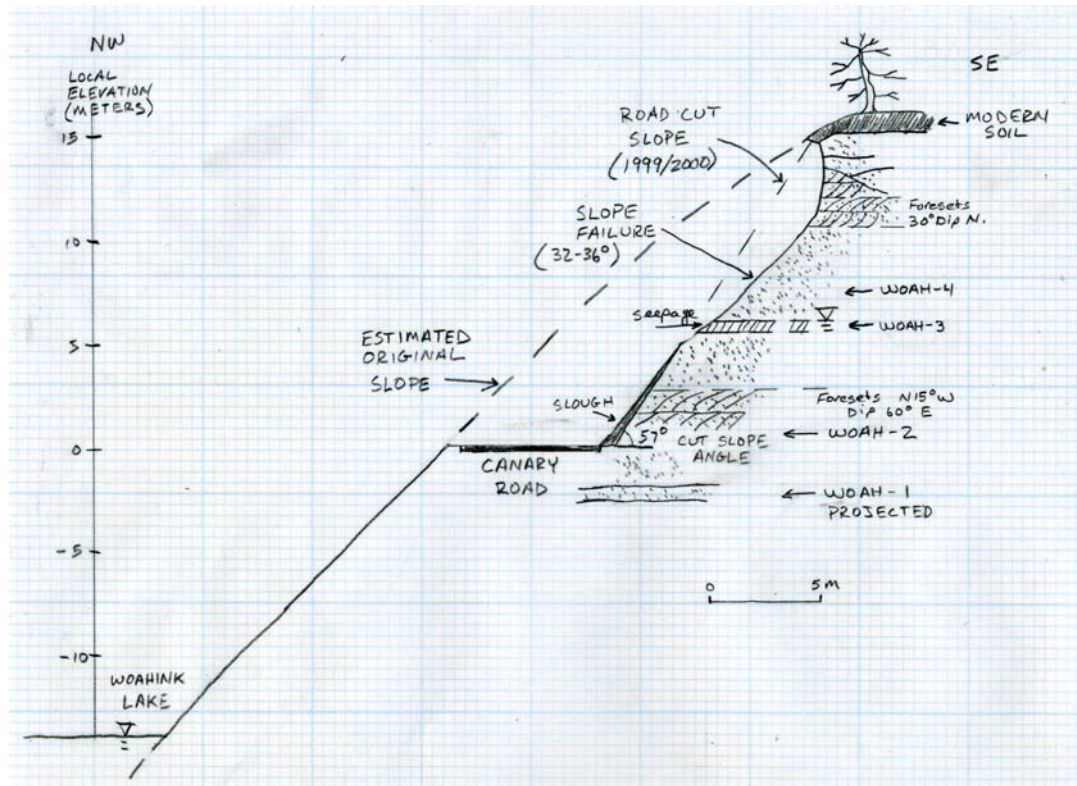 NW
SE
LOCAL
ELEVATION
(METERS)
15
10
5
0
-5
-10
ROAD CUT
SLOPE
(1999/2000)
MODERN
SOIL
Foresets
30° Dip N.
SLOPE
FAILURE
(32-36°)
WOAH-4
Seepage
WOAH-3
ESTIMATED
ORIGINAL
SLOPE
Foresets N15°W
Dip 60° E
SLOUGH
57°
CUT SLOPE
ANGLE
WOAH-2
CANARY
ROAD
WOAH-1
PROJECTED
0 5m
WOAHINK
LAKE